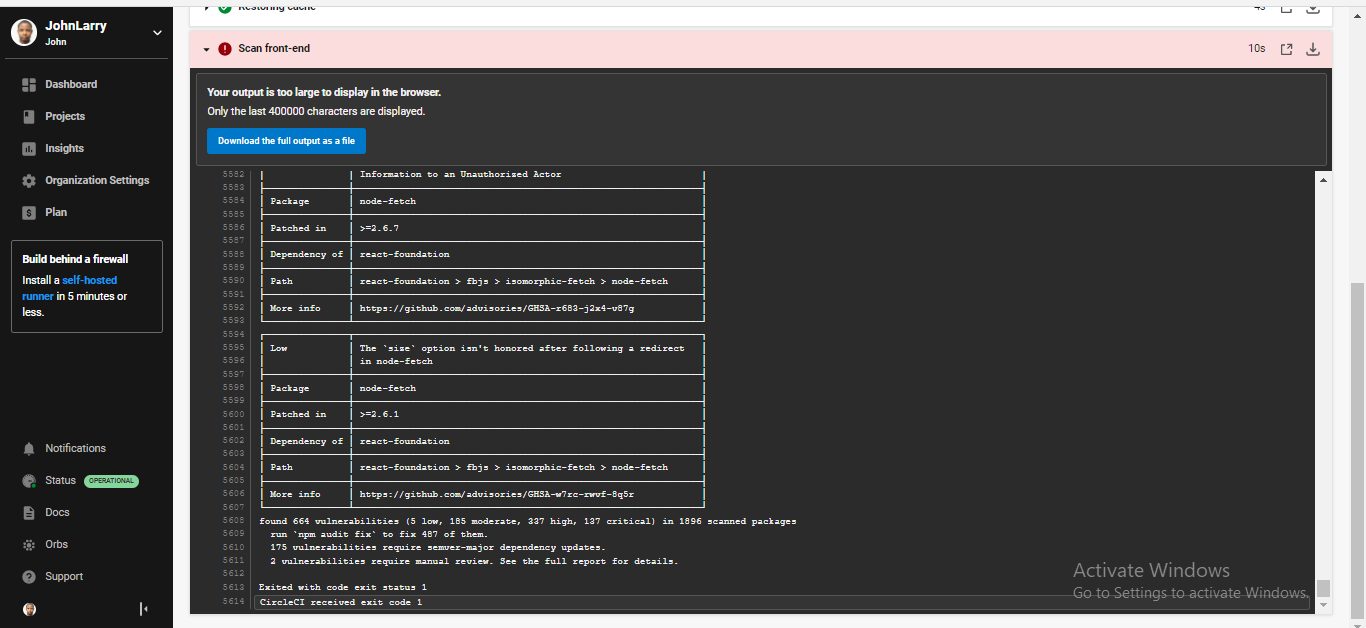 JohnLarry
John
Dashboard
Projects
Insights
Organization Settings
Plan
Build behind a firewall
Install a self-hosted
runner in 5 minutes or
less.
Notifications
Status OPERATIONAL
Docs
Orbs
Support
Restoring cache 4s
Scan front-end 10s
Your output is too large to display in the browser.
Only the last 400000 characters are displayed.
Download the full output as a file
5582 Information to an Unauthorized Actor
5583
5584 Package node-fetch
5585
5586 Patched in >=2.6.7
5587
5588 Dependency of react-foundation
5589
5590 Path react-foundation > fbjs > isomorphic-fetch > node-fetch
5591
5592 More info https://github.com/advisories/GHSA-r683-j2x4-v87g
5593
5594
5595 Low The `size` option isn't honored after following a redirect
5596 in node-fetch
5597
5598 Package node-fetch
5599
5600 Patched in >=2.6.1
5601
5602 Dependency of react-foundation
5603
5604 Path react-foundation > fbjs > isomorphic-fetch > node-fetch
5605
5606 More info https://github.com/advisories/GHSA-w7rc-rwvf-8q5r
5607
5608 found 664 vulnerabilities (5 low, 185 moderate, 337 high, 137 critical) in 1896 scanned packages
5609 run `npm audit fix` to fix 487 of them.
5610 175 vulnerabilities require semver-major dependency updates.
5611 2 vulnerabilities require manual review. See the full report for details.
5612
5613 Exited with code exit status 1
5614 CircleCI received exit code 1
Activate Windows
Go to Settings to activate Windows.